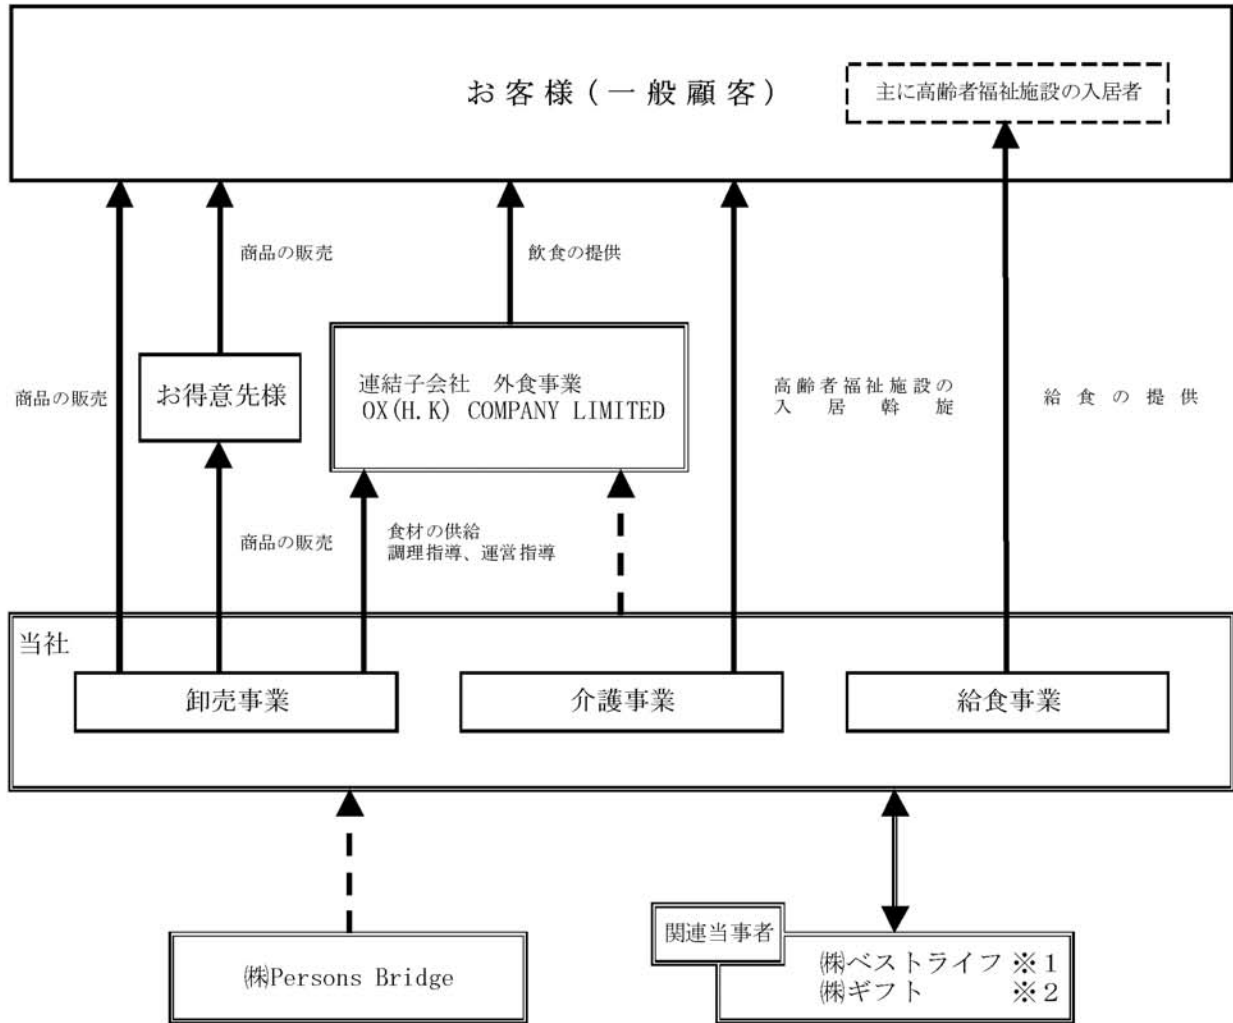 お客様(一般顧客)
主に高齢者福祉施設の入居者
商品の販売
飲食の提供
商品の販売
お得意先様
連結子会社　外食事業
OX(H.K) COMPANY LIMITED
高齢者福祉施設の
入居斡旋
給食の提供
商品の販売
食材の供給
調理指導、運営指導
当社
卸売事業
介護事業
給食事業
㈱Persons Bridge
関連当事者
㈱ベストライフ ※1
㈱ギフト ※2